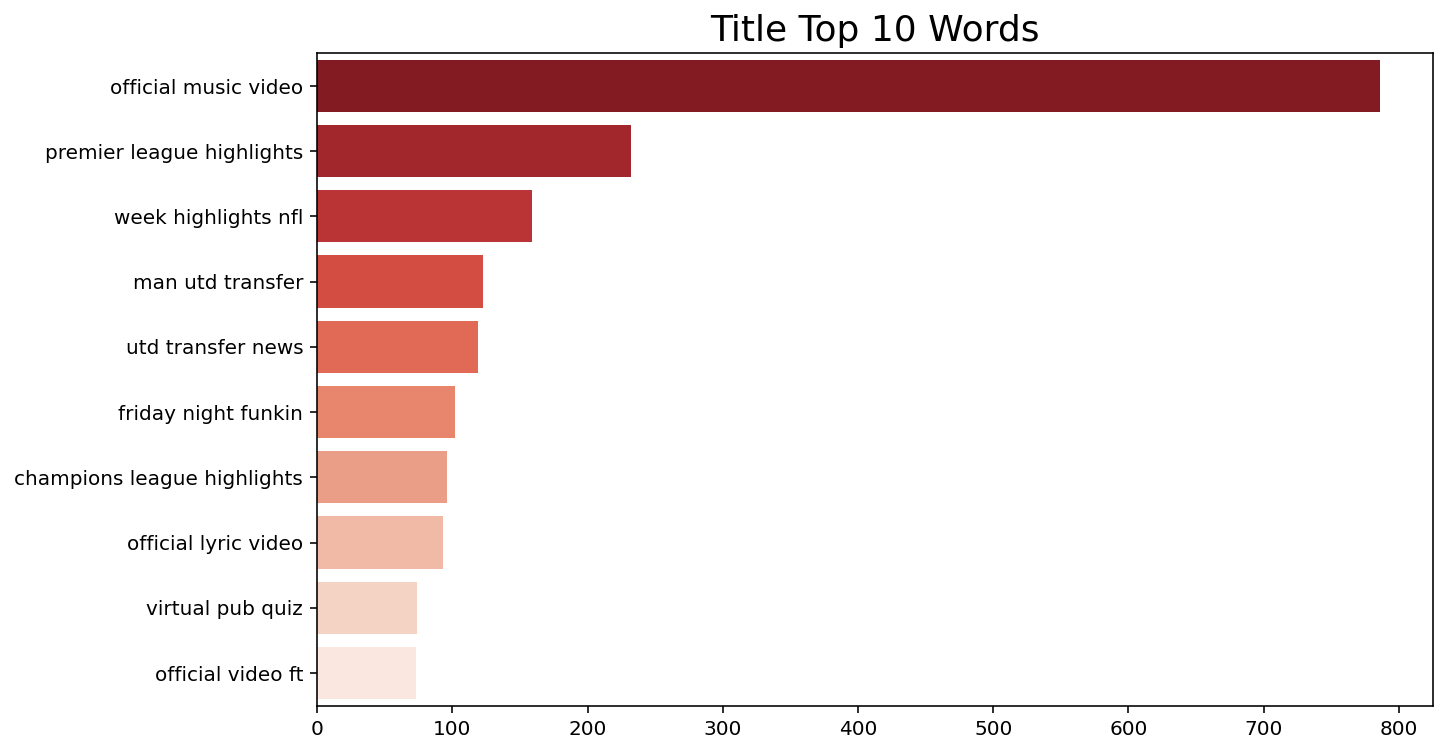 Title Top 10 Words
official music video
premier league highlights
week highlights nfl
man utd transfer
utd transfer news
friday night funkin
champions league highlights
official lyric video
virtual pub quiz
official video ft
0 100 200 300 400 500 600 700 800